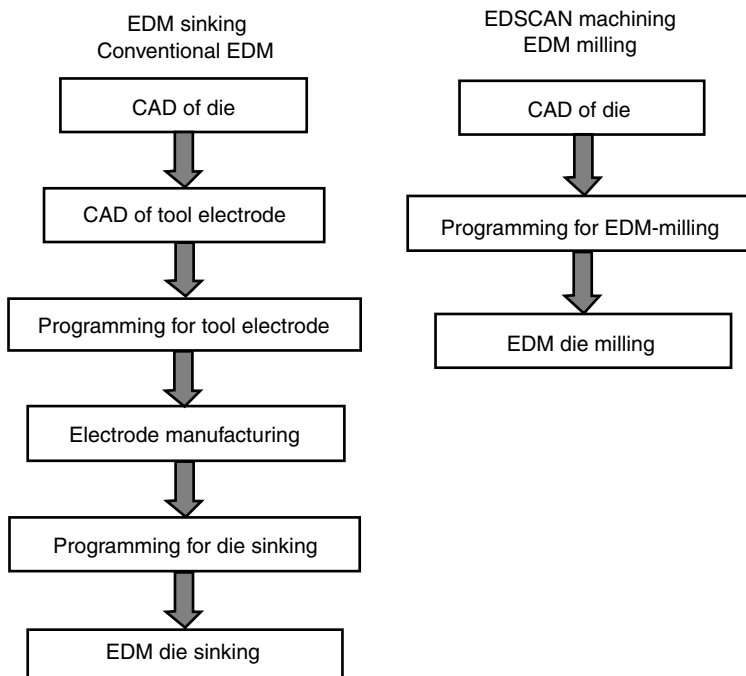 EDM sinking
Conventional EDM
CAD of die
CAD of tool electrode
Programming for tool electrode
Electrode manufacturing
Programming for die sinking
EDM die sinking
EDSCAN machining
EDM milling
CAD of die
Programming for EDM-milling
EDM die milling